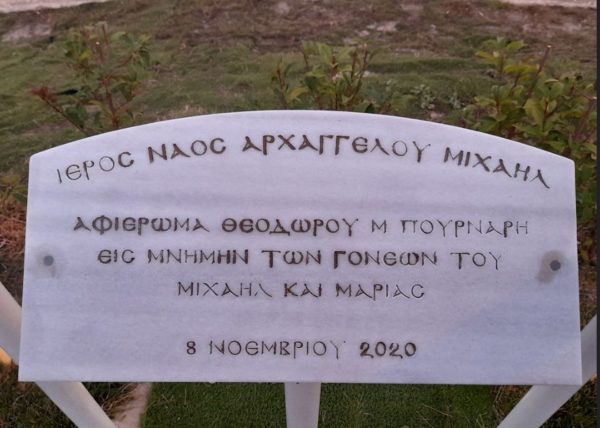 ΙΕΡΟΣ ΝΑΟΣ ΑΡΧΑΓΓΕΛΟΥ ΜΙΧΑΗΛ
ΑΦΙΕΡΩΜΑ ΘΕΟΔΩΡΟΥ Μ ΠΟΥΡΝΑΡΗ
ΕΙΣ ΜΝΗΜΗΝ ΤΩΝ ΓΟΝΕΩΝ ΤΟΥ
ΜΙΧΑΗΛ ΚΑΙ ΜΑΡΙΑΣ
8 ΝΟΕΜΒΡΙΟΥ 2020